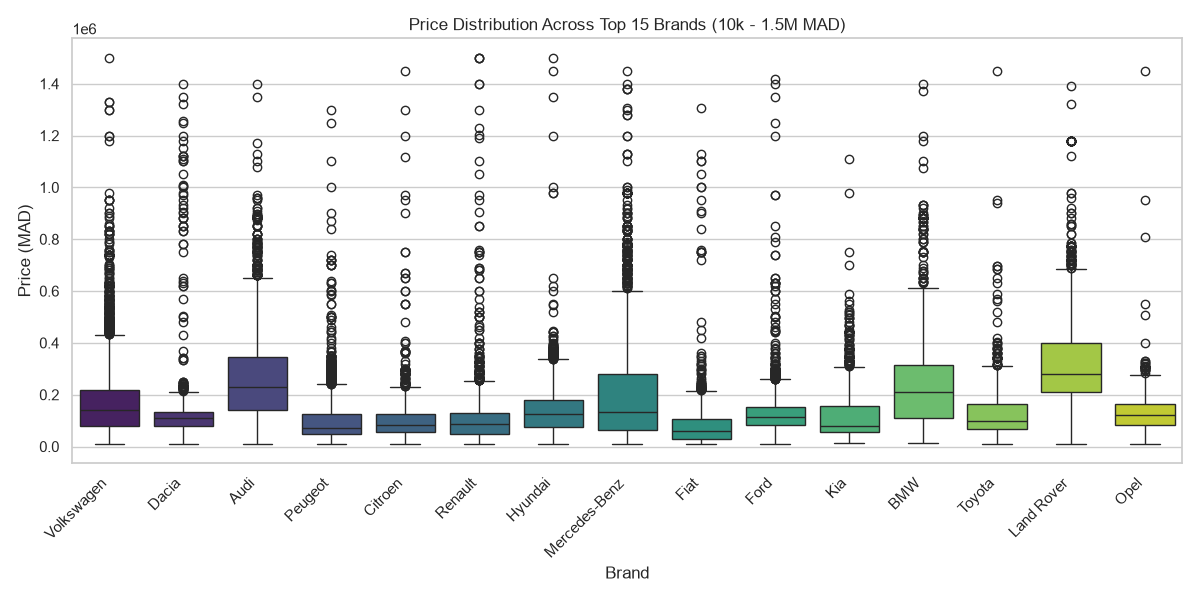 Price Distribution Across Top 15 Brands (10k - 1.5M MAD)
1e6
1.4
1.2
1.0
0.8
0.6
0.4
0.2
0.0
Price (MAD)
Volkswagen
Dacia
Audi
Peugeot
Citroen
Renault
Hyundai
Mercedes-Benz
Fiat
Ford
Kia
BMW
Toyota
Land Rover
Opel
Brand